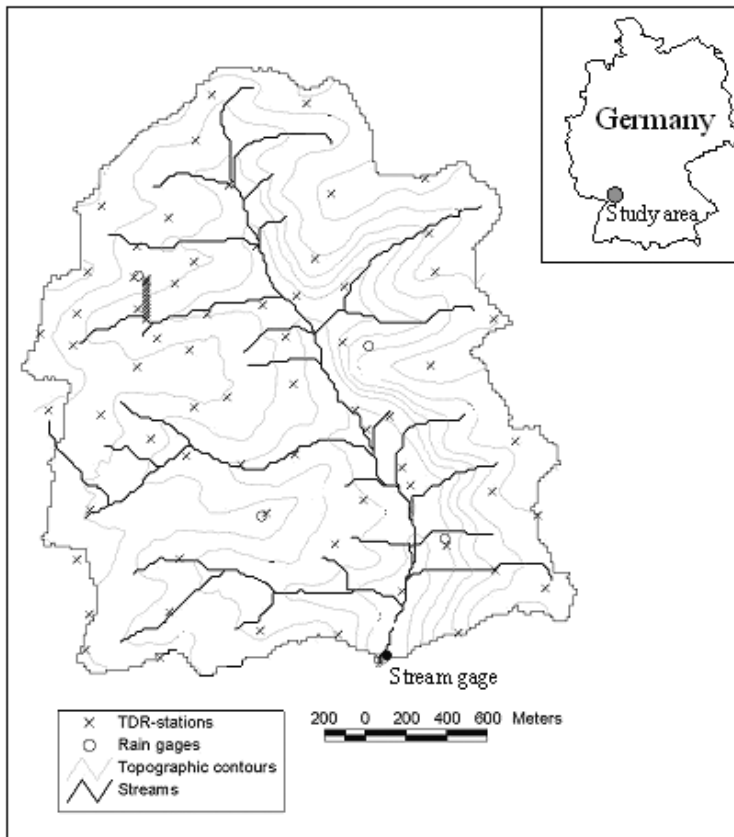 Germany
Study area
Stream gage
TDR-stations
Rain gages
Topographic contours
Streams
200 0 200 400 600 Meters